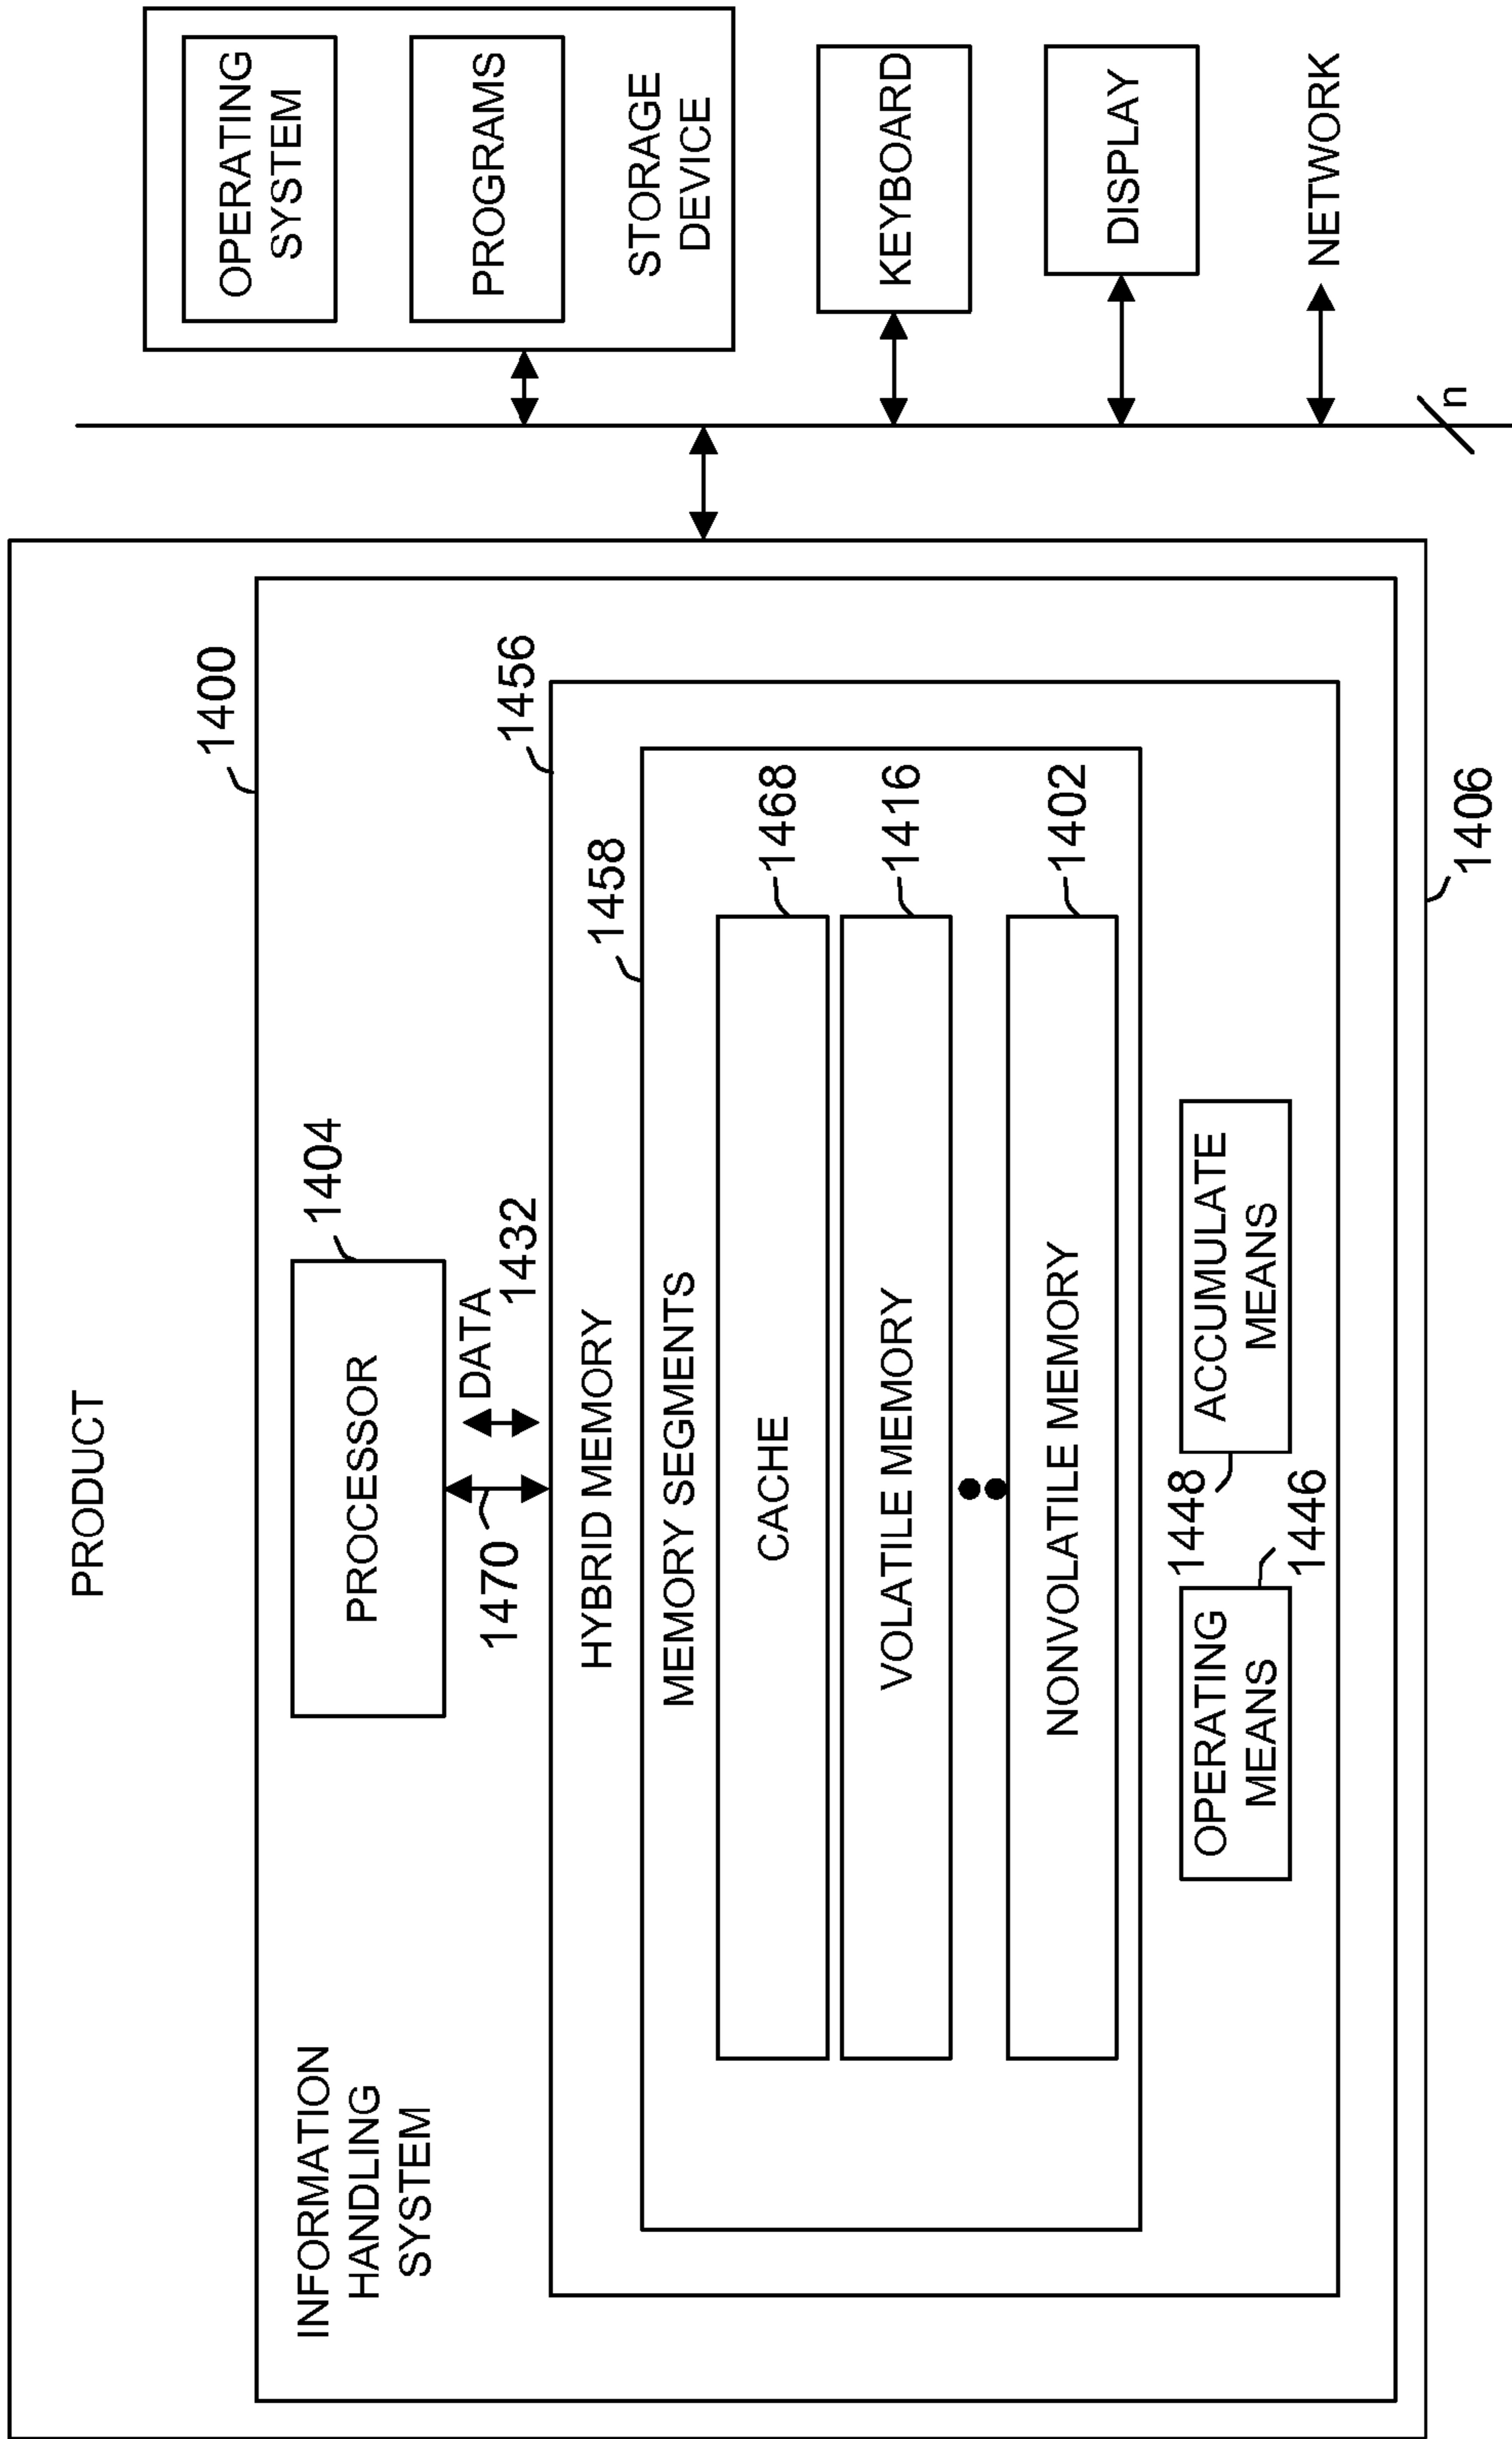 PRODUCT
INFORMATION
HANDLING
SYSTEM
1400
PROCESSOR
1404
1470
DATA
1432
HYBRID MEMORY
1456
MEMORY SEGMENTS
1458
CACHE
1468
VOLATILE MEMORY
1416
NONVOLATILE MEMORY
1402
OPERATING
MEANS
1446
1448
ACCUMULATE
MEANS
1406
OPERATING
SYSTEM
PROGRAMS
STORAGE
DEVICE
KEYBOARD
DISPLAY
NETWORK
n